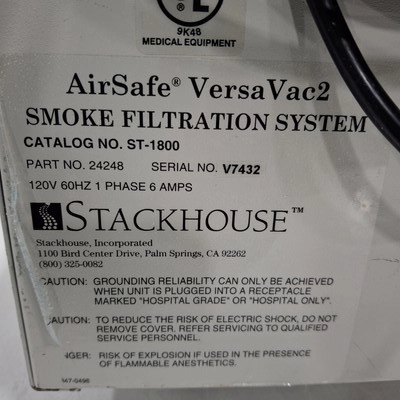 UL
9K48
MEDICAL EQUIPMENT
AirSafe® VersaVac2
SMOKE FILTRATION SYSTEM
CATALOG NO. ST-1800
PART NO. 24248 SERIAL NO. V7432
120V 60HZ 1 PHASE 6 AMPS
STACKHOUSE™
Stackhouse, Incorporated
1100 Bird Center Drive, Palm Springs, CA 92262
(800) 325-0082
CAUTION: GROUNDING RELIABILITY CAN ONLY BE ACHIEVED
WHEN UNIT IS PLUGGED INTO A RECEPTACLE
MARKED "HOSPITAL GRADE" OR "HOSPITAL ONLY".
CAUTION: TO REDUCE THE RISK OF ELECTRIC SHOCK, DO NOT
REMOVE COVER. REFER SERVICING TO QUALIFIED
SERVICE PERSONNEL.
NGER: RISK OF EXPLOSION IF USED IN THE PRESENCE
OF FLAMMABLE ANESTHETICS.